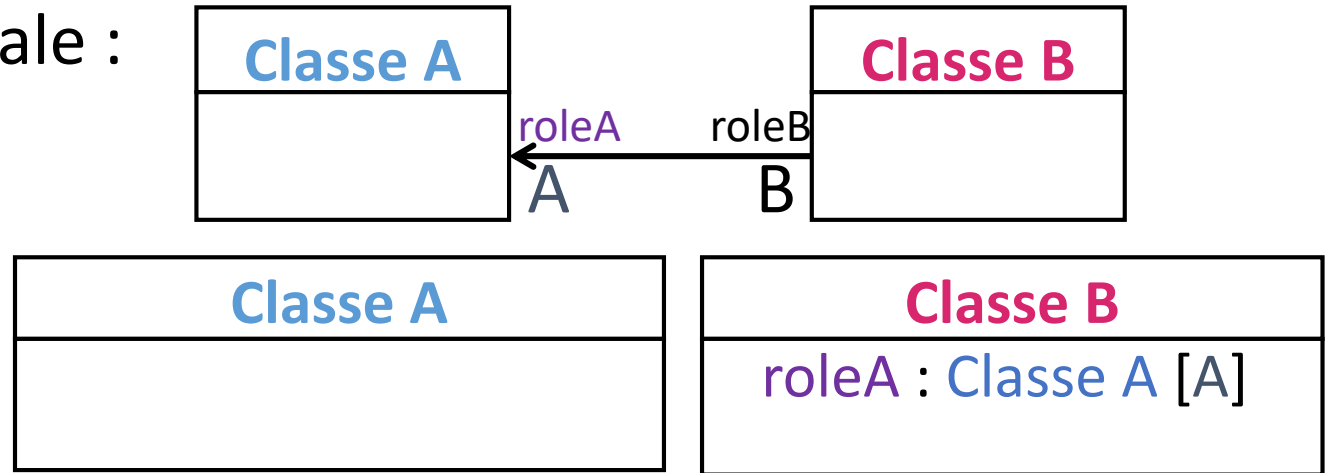 ale :
Classe A
Classe B
roleA
roleB
A
B
Classe A
Classe B
roleA : Classe A [A]